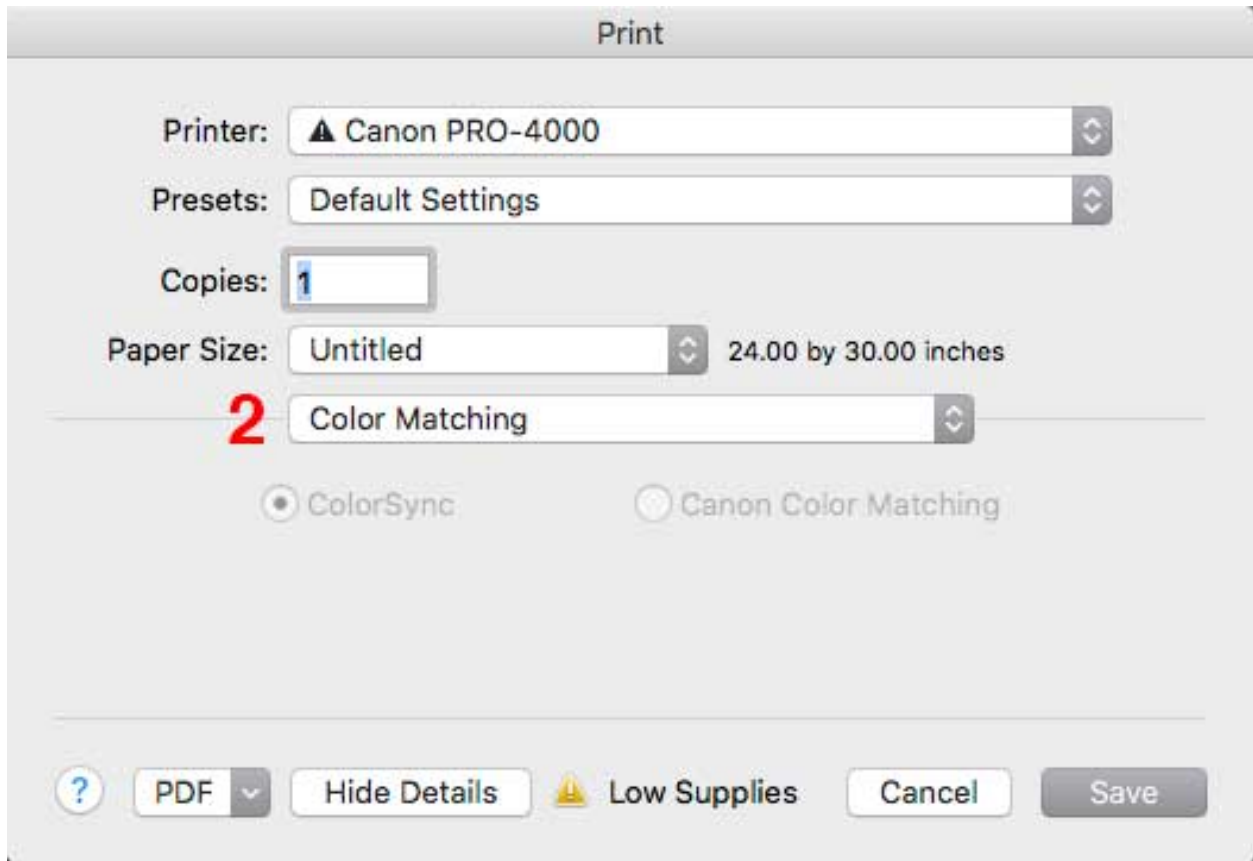 Print
Printer: Canon PRO-4000
Presets: Default Settings
Copies: 1
Paper Size: Untitled 24.00 by 30.00 inches
2 Color Matching
ColorSync Canon Color Matching
? PDF Hide Details Low Supplies Cancel Save